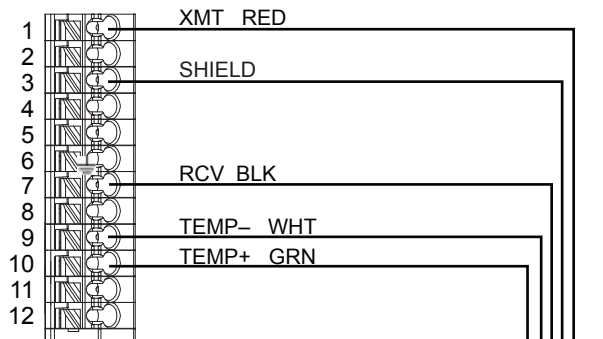 1 XMT RED
2
3 SHIELD
4
5
6
7 RCV BLK
8
9 TEMP– WHT
10 TEMP+ GRN
11
12